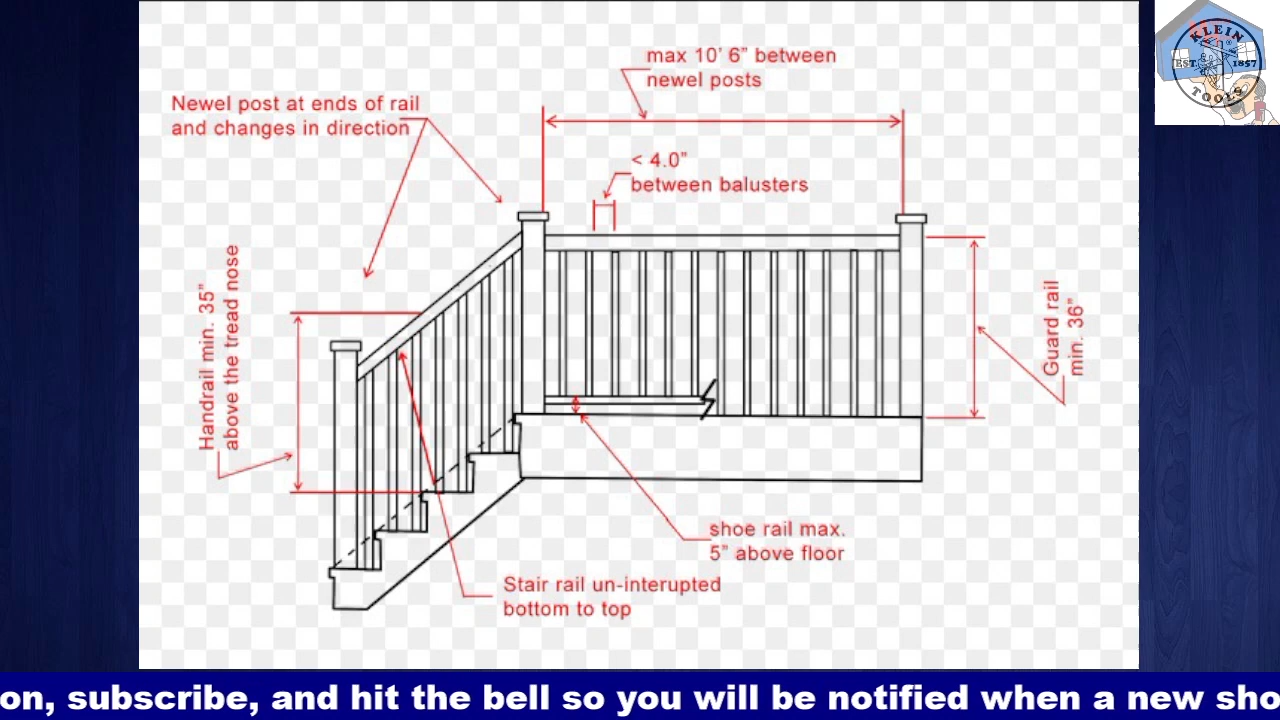 max 10' 6” between
newel posts
Newel post at ends of rail
and changes in direction
< 4.0”
between balusters
Handrail min. 35”
above the tread nose
Guard rail
min. 36”
shoe rail max.
5” above floor
Stair rail un-interupted
bottom to top
KLEIN
EST. 1857
TOOLS
on, subscribe, and hit the bell so you will be notified when a new sho